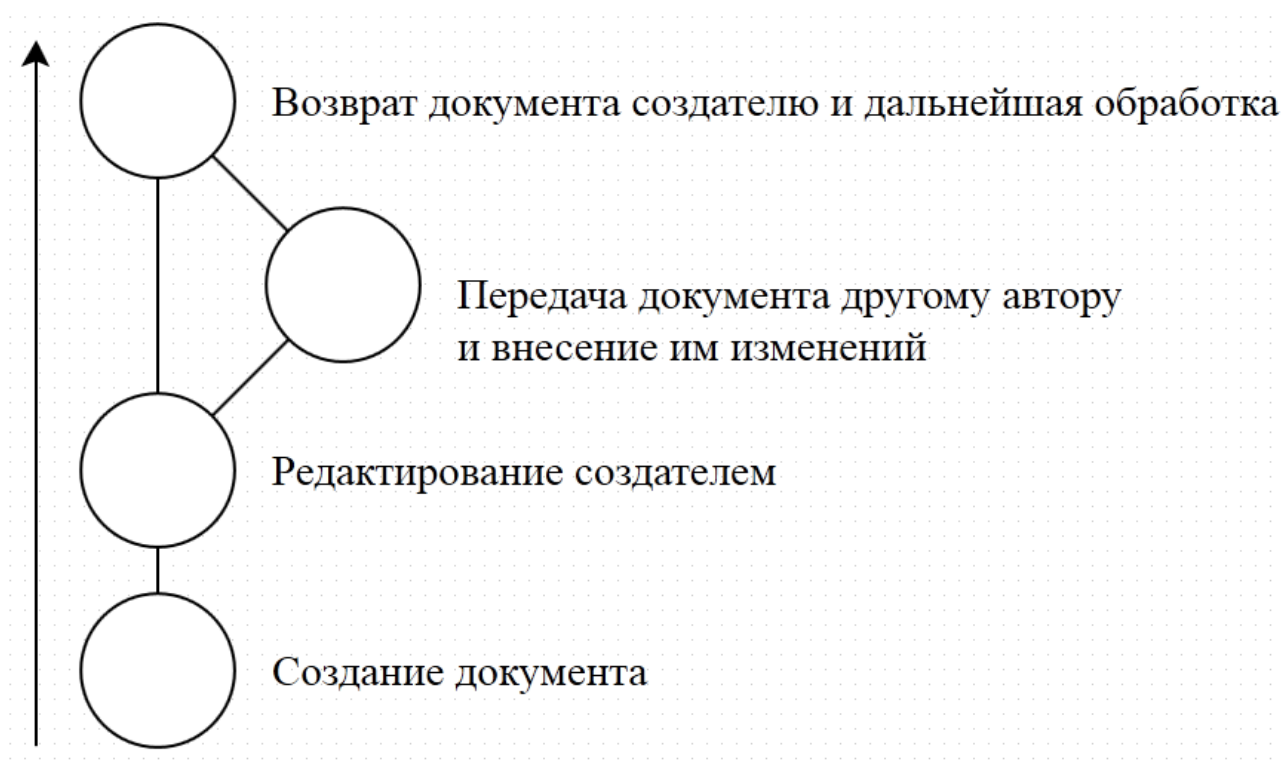 Возврат документа создателю и дальнейшая обработка
Передача документа другому автору
и внесение им изменений
Редактирование создателем
Создание документа